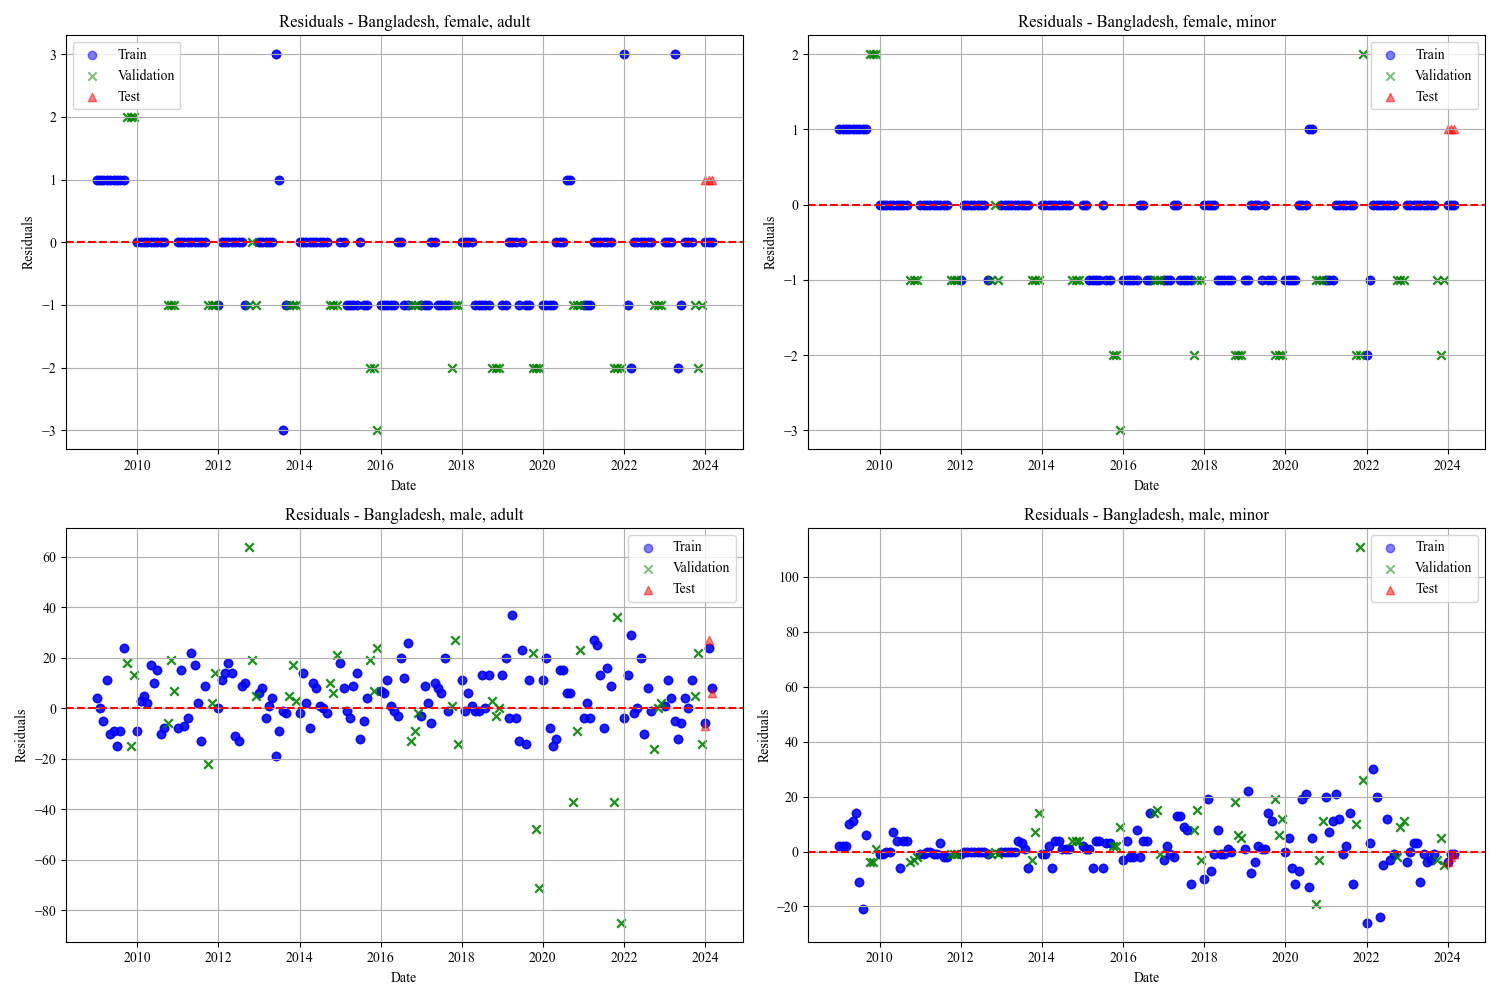 Residuals - Bangladesh, female, adult
Train
Validation
Test
Residuals
3
2
1
0
−1
−2
−3
2010 2012 2014 2016 2018 2020 2022 2024
Date
Residuals - Bangladesh, female, minor
Train
Validation
Test
Residuals
2
1
0
−1
−2
−3
2010 2012 2014 2016 2018 2020 2022 2024
Date
Residuals - Bangladesh, male, adult
Train
Validation
Test
Residuals
60
40
20
0
−20
−40
−60
−80
2010 2012 2014 2016 2018 2020 2022 2024
Date
Residuals - Bangladesh, male, minor
Train
Validation
Test
Residuals
100
80
60
40
20
0
−20
2010 2012 2014 2016 2018 2020 2022 2024
Date